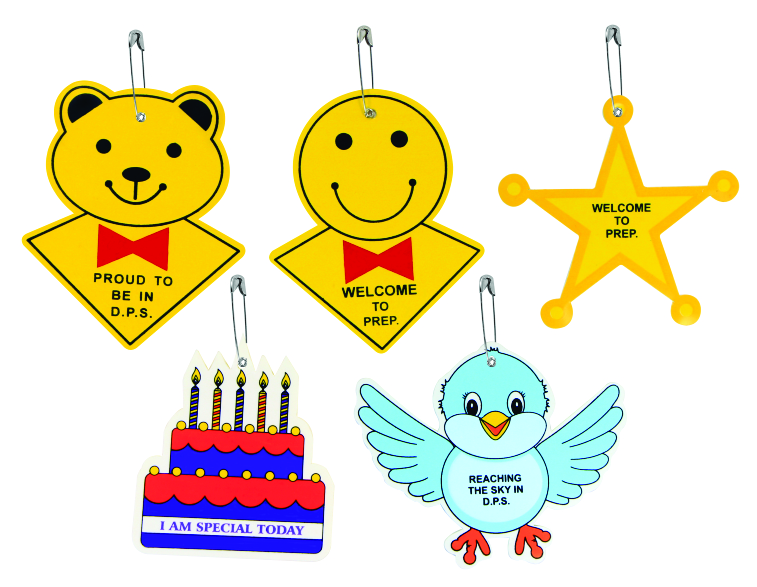 PROUD TO
BE IN
D.P.S.
WELCOME
TO
PREP.
WELCOME
TO
PREP.
I AM SPECIAL TODAY
REACHING
THE SKY IN
D.P.S.